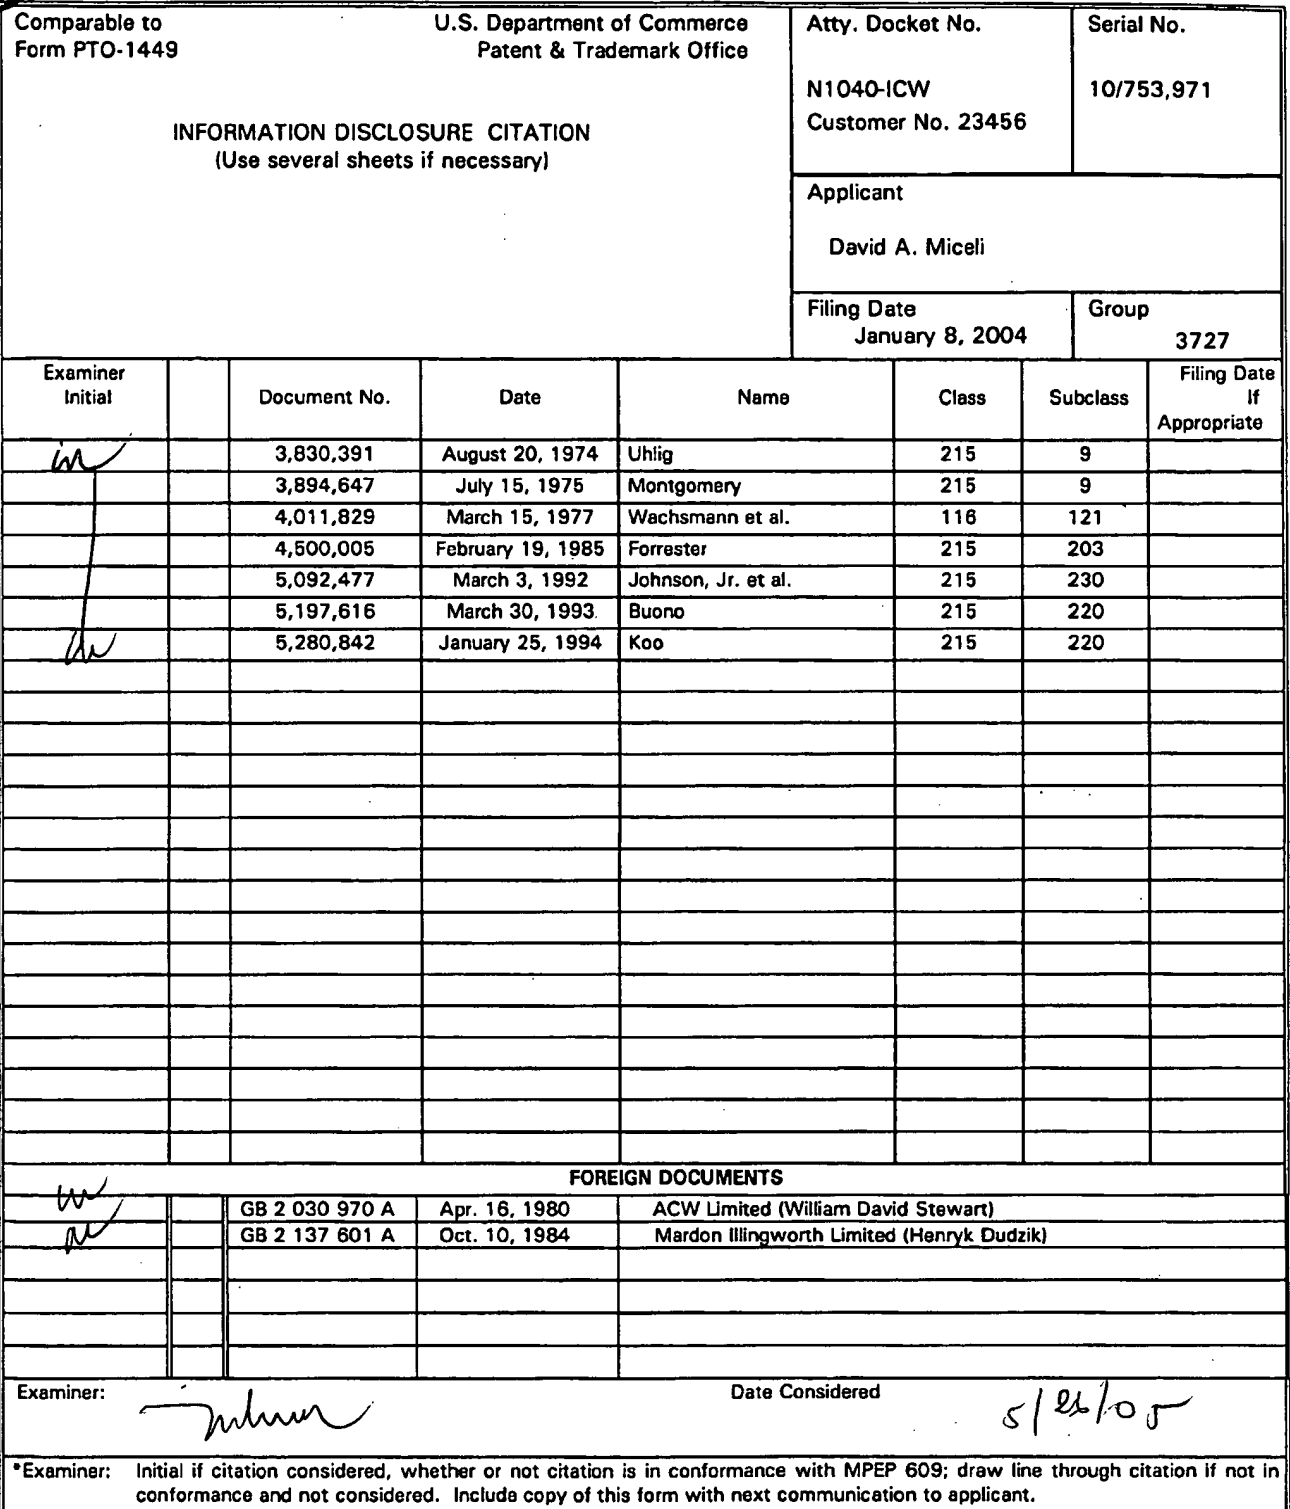 Comparable to
Form PTO-1449
U.S. Department of Commerce
Patent & Trademark Office
INFORMATION DISCLOSURE CITATION
(Use several sheets if necessary)
Atty. Docket No.
N1040-ICW
Customer No. 23456
Serial No.
10/753,971
Applicant
David A. Miceli
Filing Date
January 8, 2004
Group
3727
Examiner Initial Document No. Date Name Class Subclass Filing Date If Appropriate
3,830,391 August 20, 1974 Uhlig 215 9
3,894,647 July 15, 1975 Montgomery 215 9
4,011,829 March 15, 1977 Wachsmann et al. 116 121
4,500,005 February 19, 1985 Forrester 215 203
5,092,477 March 3, 1992 Johnson, Jr. et al. 215 230
5,197,616 March 30, 1993 Buono 215 220
5,280,842 January 25, 1994 Koo 215 220
FOREIGN DOCUMENTS
GB 2 030 970 A Apr. 16, 1980 ACW Limited (William David Stewart)
GB 2 137 601 A Oct. 10, 1984 Mardon Illingworth Limited (Henryk Dudzik)
Examiner:
Date Considered
*Examiner: Initial if citation considered, whether or not citation is in conformance with MPEP 609; draw line through citation if not in
conformance and not considered. Include copy of this form with next communication to applicant.